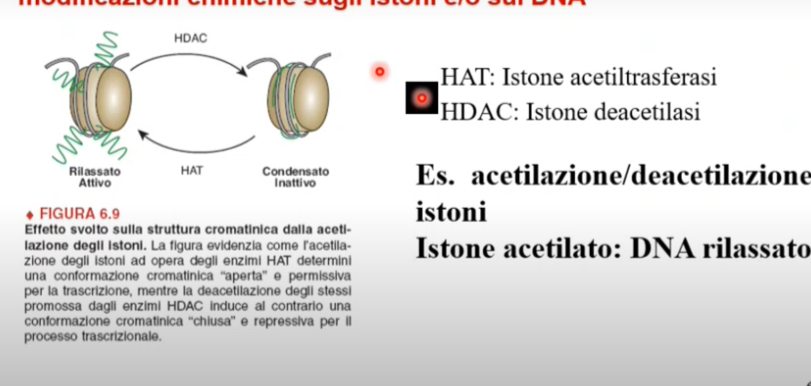 modificazioni chimiche sugli istoni e/o sul DNA
HDAC
HAT
Rilassato
Attivo
Condensato
Inattivo
♦ FIGURA 6.9
Effetto svolto sulla struttura cromatinica dalla aceti-
lazione degli istoni. La figura evidenzia come l'acetila-
zione degli istoni ad opera degli enzimi HAT determini
una conformazione cromatinica “aperta” e permissiva
per la trascrizione, mentre la deacetilazione degli stessi
promossa dagli enzimi HDAC induce al contrario una
conformazione cromatinica “chiusa” e repressiva per il
processo trascrizionale.
HAT: Istone acetiltrasferasi
HDAC: Istone deacetilasi
Es. acetilazione/deacetilazione
istoni
Istone acetilato: DNA rilassato